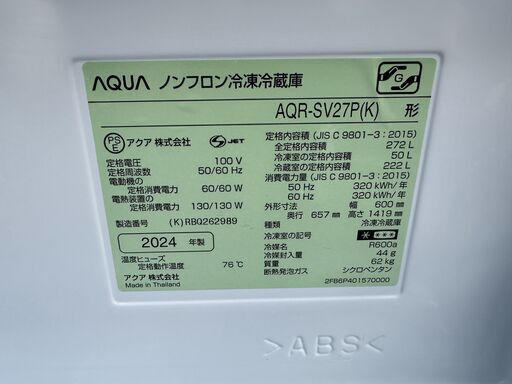 AQUA ノンフロン冷凍冷蔵庫
AQR-SV27P(K) 形
G
PS
E
アクア 株式会社
S JET
定格電圧 100 V
定格周波数 50/60 Hz
電動機の
定格消費電力 60/60 W
電熱装置の
定格消費電力 130/130 W
製造番号 (K)RB0262989
2024 年製
温度ヒューズ
定格動作温度 76℃
アクア 株式会社
Made in Thailand
定格内容積 (JIS C 9801-3 : 2015)
全定格内容積 272 L
冷凍室の定格内容積 50 L
冷蔵室の定格内容積 222 L
消費電力量 (JIS C 9801-3 : 2015)
50 Hz 320 kWh/年
60 Hz 320 kWh/年
外形寸法 幅 600 mm
奥行 657 mm 高さ 1419 mm
種類 冷凍冷蔵庫
冷凍室の記号
冷媒名 R600a
冷媒封入量 44 g
質量 62 kg
断熱発泡ガス シクロペンタン
2FB6P401570000
>ABS<